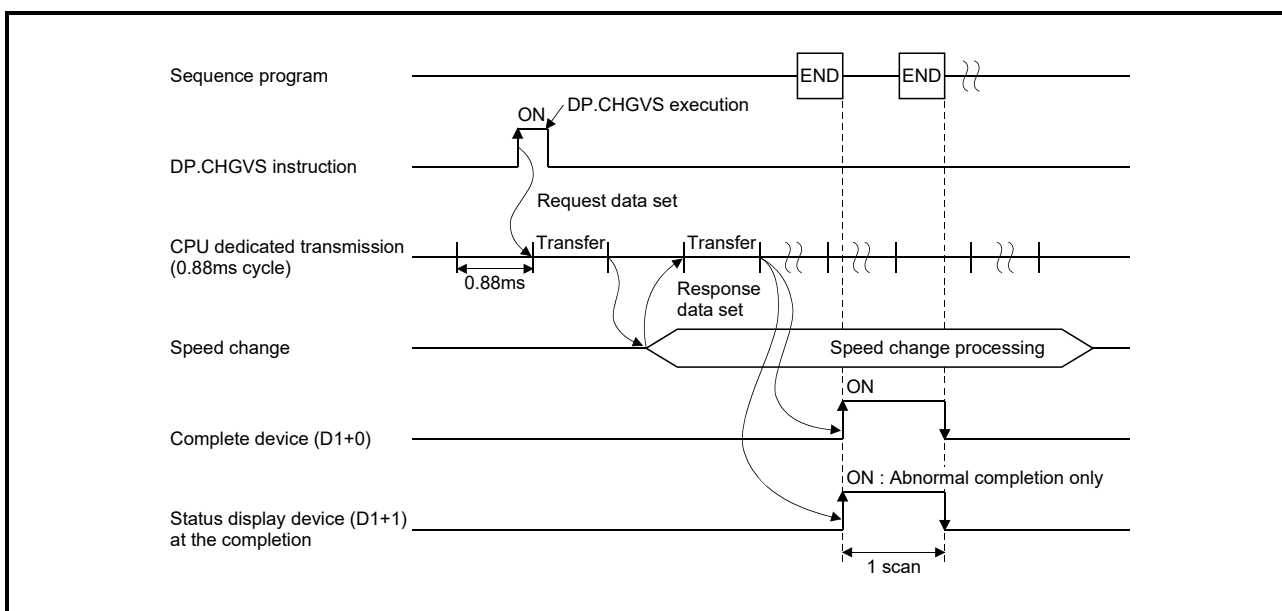 Sequence program
END
END
DP.CHGVS execution
ON
DP.CHGVS instruction
Request data set
CPU dedicated transmission
(0.88ms cycle)
Transfer
Transfer
0.88ms
Response
data set
Speed change
Speed change processing
ON
Complete device (D1+0)
ON : Abnormal completion only
Status display device (D1+1)
at the completion
1 scan